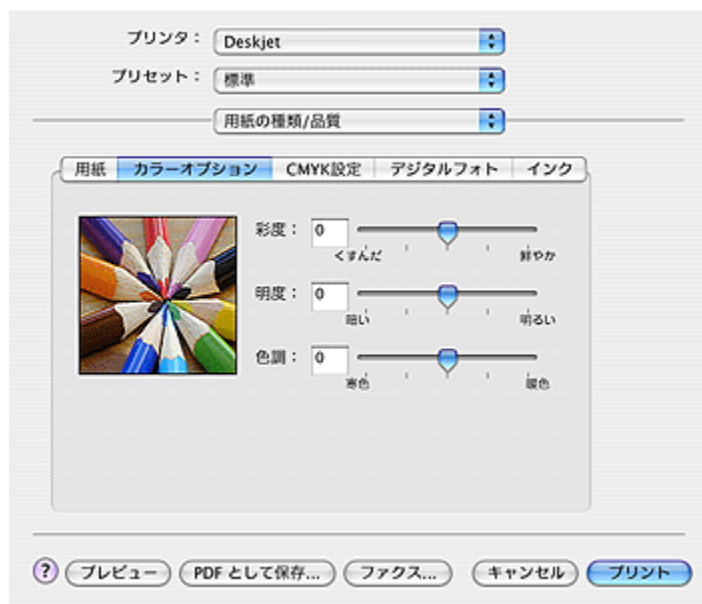 プリンタ： Deskjet
プリセット： 標準
用紙の種類/品質
用紙 カラーオプション CMYK設定 デジタルフォト インク
彩度： 0
くすんだ 鮮やか
明度： 0
暗い 明るい
色調： 0
寒色 暖色
? プレビュー PDF として保存... ファクス... キャンセル プリント